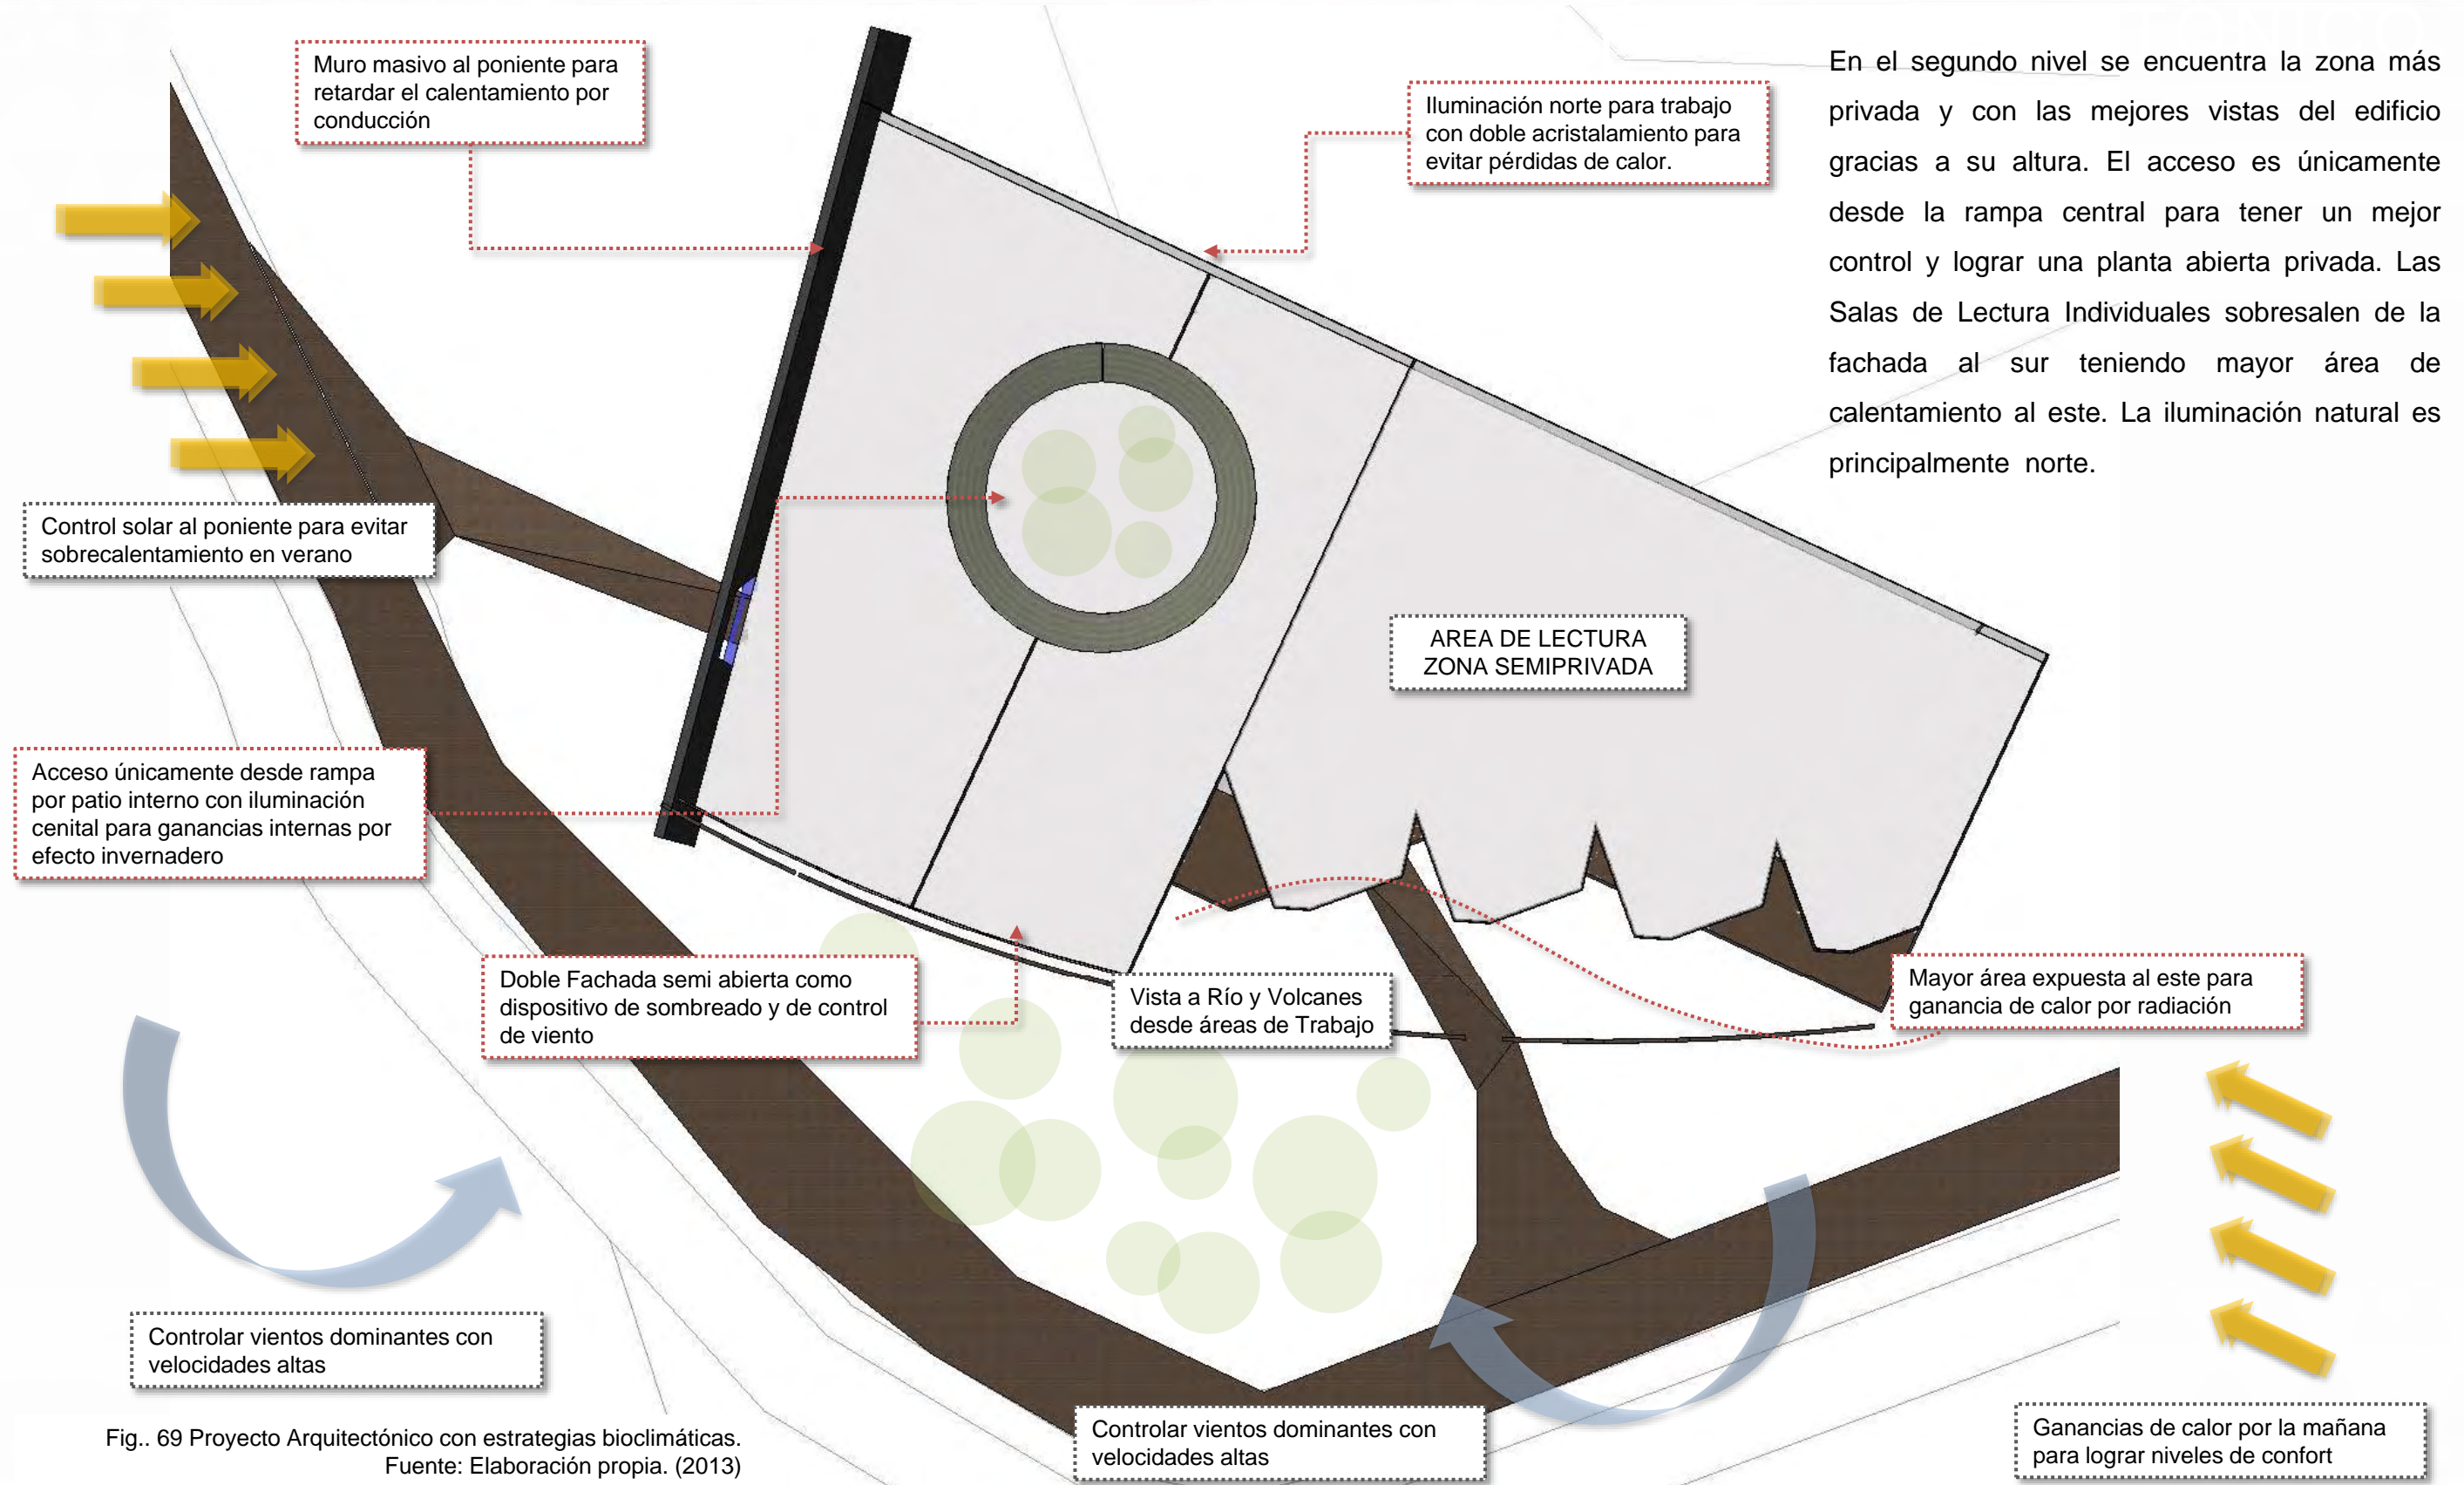 Muro masivo al poniente para
retardar el calentamiento por
conducción
Iluminación norte para trabajo
con doble acristalamiento para
evitar pérdidas de calor.
En el segundo nivel se encuentra la zona más
privada y con las mejores vistas del edificio
gracias a su altura. El acceso es únicamente
desde la rampa central para tener un mejor
control y lograr una planta abierta privada. Las
Salas de Lectura Individuales sobresalen de la
fachada al sur teniendo mayor área de
calentamiento al este. La iluminación natural es
principalmente norte.
Control solar al poniente para evitar
sobrecalentamiento en verano
AREA DE LECTURA
ZONA SEMIPRIVADA
Acceso únicamente desde rampa
por patio interno con iluminación
cenital para ganancias internas por
efecto invernadero
Doble Fachada semi abierta como
dispositivo de sombreado y de control
de viento
Vista a Río y Volcanes
desde áreas de Trabajo
Mayor área expuesta al este para
ganancia de calor por radiación
Controlar vientos dominantes con
velocidades altas
Controlar vientos dominantes con
velocidades altas
Ganancias de calor por la mañana
para lograr niveles de confort
Fig.. 69 Proyecto Arquitectónico con estrategias bioclimáticas.
Fuente: Elaboración propia. (2013)